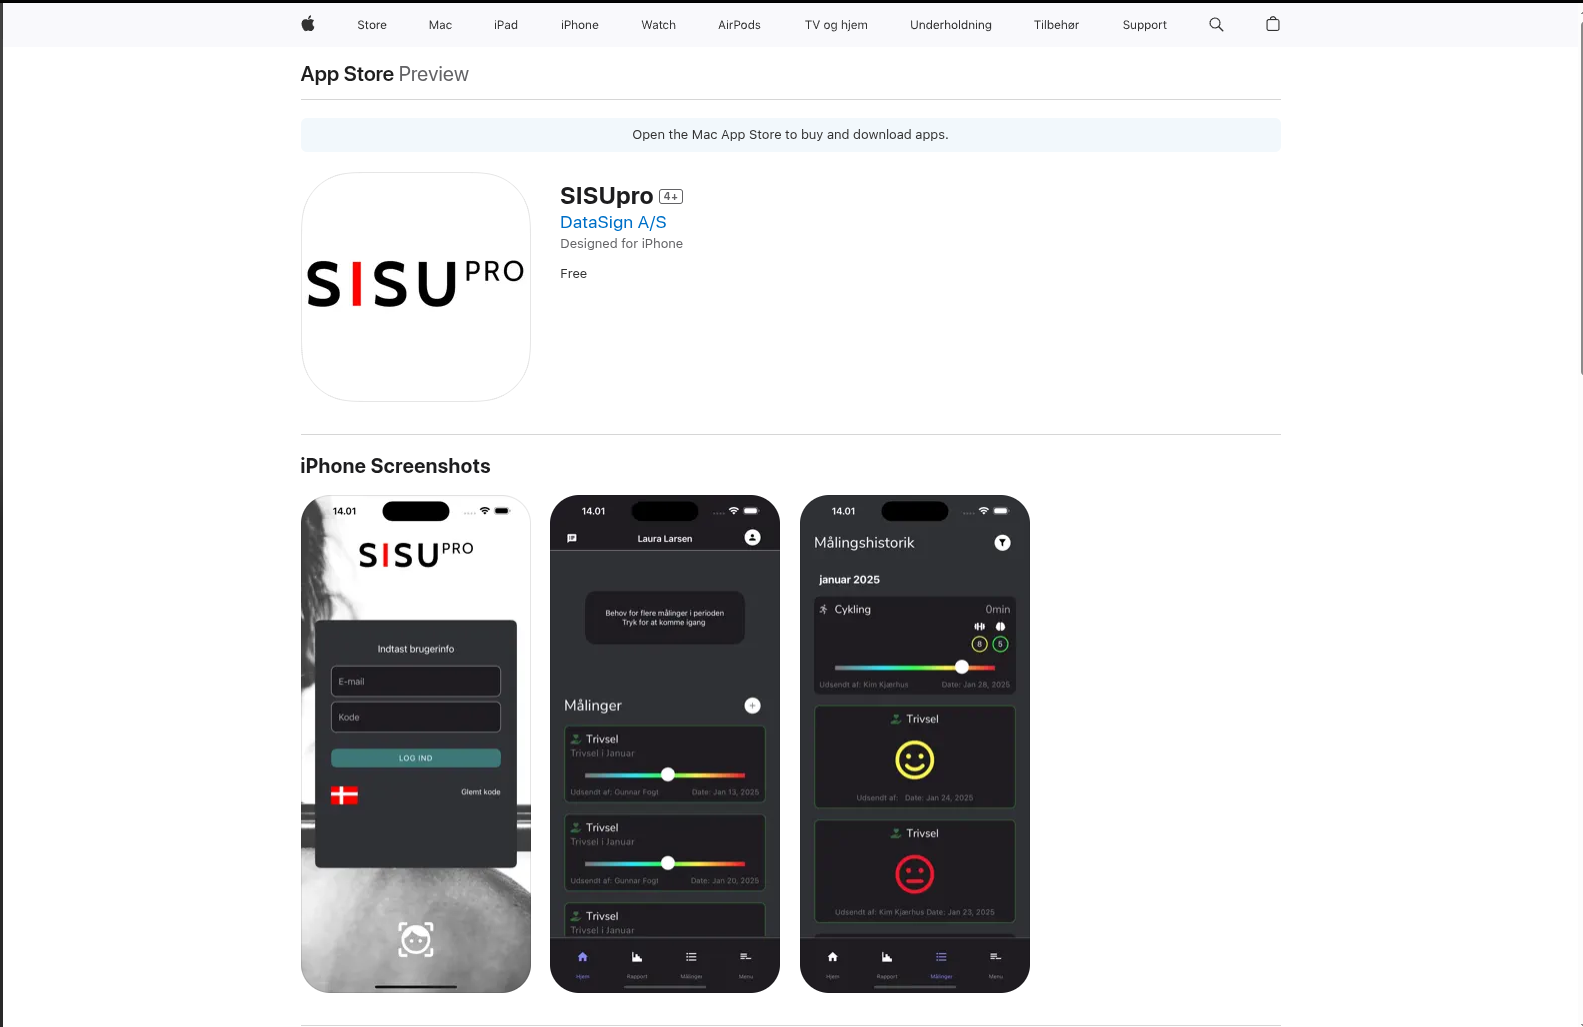 Store Mac iPad iPhone Watch AirPods TV og hjem Underholdning Tilbehør Support
App Store Preview
Open the Mac App Store to buy and download apps.
SISU PRO
SISUpro 4+
DataSign A/S
Designed for iPhone
Free
iPhone Screenshots
14.01
SISU PRO
Indtast brugerinfo
E-mail
Kode
LOG IND
Glemt kode
14.01
Laura Larsen
Behov for flere målinger i perioden
Tryk for at komme igang
Målinger
Trivsel
Trivsel i Januar
Udsendt af: Gunnar Fogt Date: Jan 13, 2025
Trivsel
Trivsel i Januar
Udsendt af: Gunnar Fogt Date: Jan 20, 2025
Trivsel
Trivsel i Januar
Hjem Rapport Målinger Menu
14.01
Målingshistorik
januar 2025
Cykling 0min
8 5
Udsendt af: Kim Kjærhus Date: Jan 28, 2025
Trivsel
Udsendt af: Date: Jan 24, 2025
Trivsel
Udsendt af: Kim Kjærhus Date: Jan 23, 2025
Hjem Rapport Målinger Menu